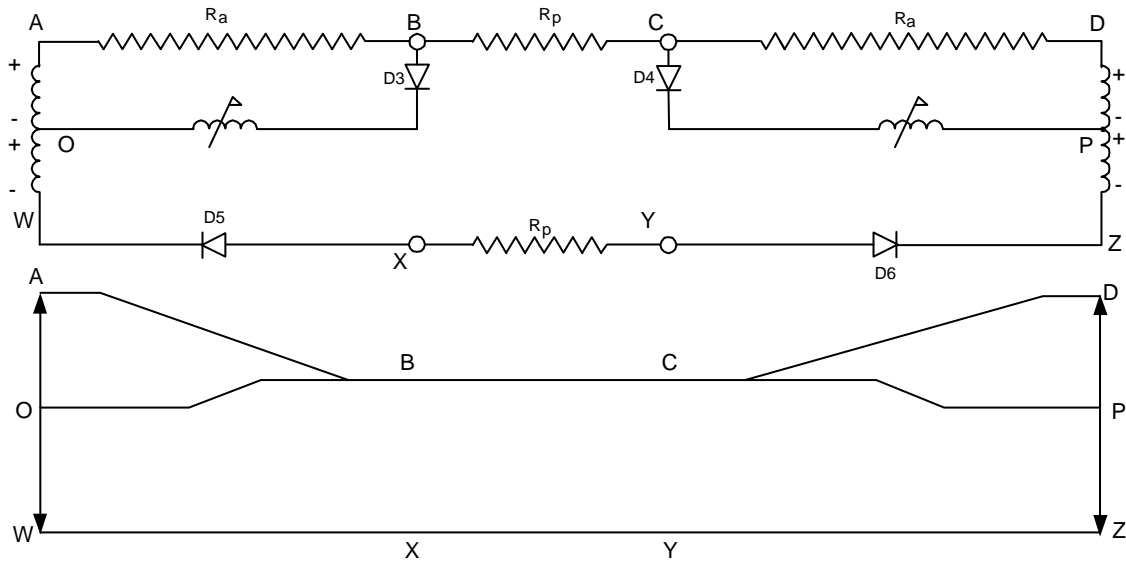 A Ra B Rp C Ra D
+ D3 D4 +
- -
O P
+ +
- -
W D5 Rp Y Z
X D6
A D
B C
O P
W Z
X Y